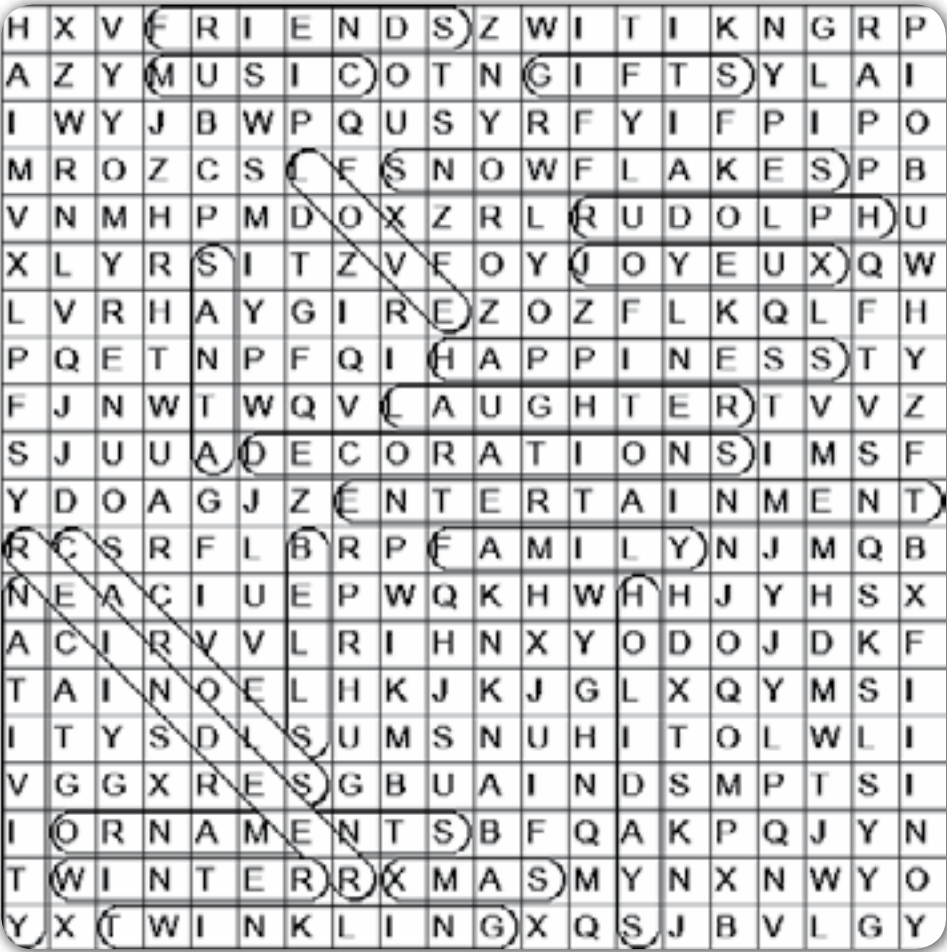 H X V F R I E N D S Z W I T I K N G R P
A Z Y M U S I C O T N G I F T S Y L A I
I W Y J B W P Q U S Y R F Y I F P I P O
M R O Z C S L F S N O W F L A K E S P B
V N M H P M D O X Z R L R U D O L P H U
X L Y R S I T Z V F O Y J O Y E U X Q W
L V R H A Y G I R E Z O Z F L K Q L F H
P Q E T N P F Q I H A P P I N E S S T Y
F J N W T W Q V L A U G H T E R T V V Z
S J U U A D E C O R A T I O N S I M S F
Y D O A G J Z E N T E R T A I N M E N T
R C S R F L B R P F A M I L Y N J M Q B
N E A C I U E P W Q K H W H H J Y H S X
A C I R V V L R I H N X Y O D O J D K F
T A I N O E L H K J K J G L X Q Y M S I
I T Y S D L S U M S N U H I T O L W L I
V G G X R E S G B U A I N D S M P T S I
I O R N A M E N T S B F Q A K P Q J Y N
T W I N T E R R X M A S M Y N X N W Y O
Y X T W I N K L I N G X Q S J B V L G Y